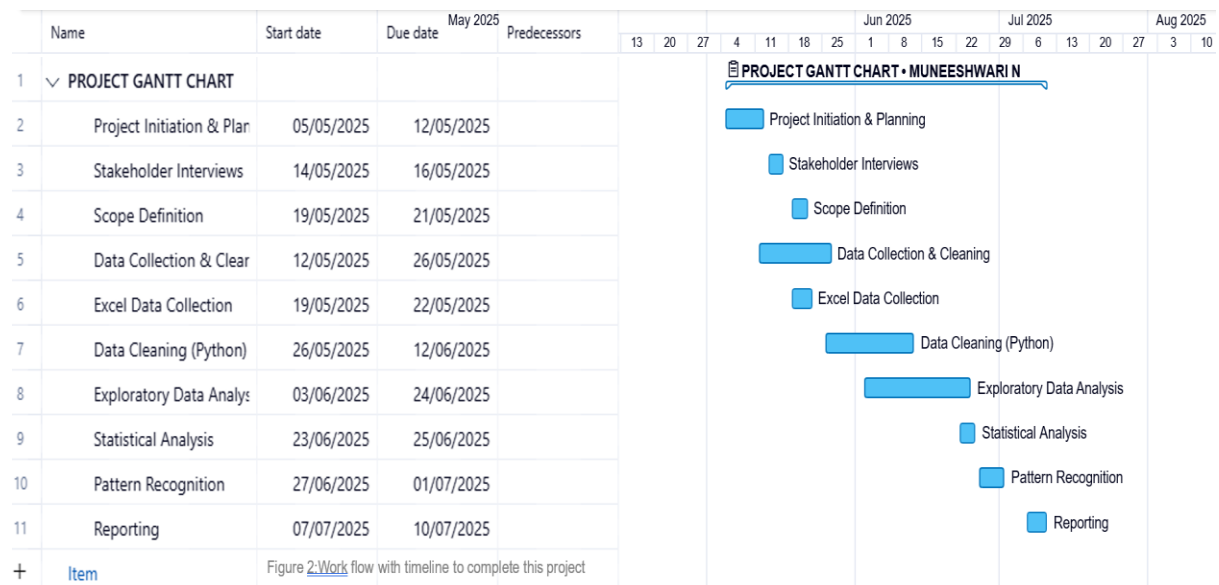 May 2025 Jun 2025 Jul 2025 Aug 2025
Name Start date Due date Predecessors
13 20 27 4 11 18 25 1 8 15 22 29 6 13 20 27 3 10
1 PROJECT GANTT CHART PROJECT GANTT CHART • MUNEESHWARI N
2 Project Initiation & Plan 05/05/2025 12/05/2025 Project Initiation & Planning
3 Stakeholder Interviews 14/05/2025 16/05/2025 Stakeholder Interviews
4 Scope Definition 19/05/2025 21/05/2025 Scope Definition
5 Data Collection & Clear 12/05/2025 26/05/2025 Data Collection & Cleaning
6 Excel Data Collection 19/05/2025 22/05/2025 Excel Data Collection
7 Data Cleaning (Python) 26/05/2025 12/06/2025 Data Cleaning (Python)
8 Exploratory Data Analys 03/06/2025 24/06/2025 Exploratory Data Analysis
9 Statistical Analysis 23/06/2025 25/06/2025 Statistical Analysis
10 Pattern Recognition 27/06/2025 01/07/2025 Pattern Recognition
11 Reporting 07/07/2025 10/07/2025 Reporting
+ Item Figure 2:Work flow with timeline to complete this project